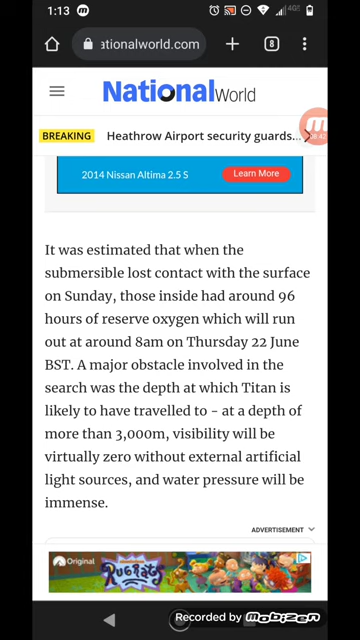 1:13
4G
ationalworld.com
8
NationalWorld
BREAKING Heathrow Airport security guards...
08:42
2014 Nissan Altima 2.5 S
Learn More
It was estimated that when the
submersible lost contact with the surface
on Sunday, those inside had around 96
hours of reserve oxygen which will run
out at around 8am on Thursday 22 June
BST. A major obstacle involved in the
search was the depth at which Titan is
likely to have travelled to - at a depth of
more than 3,000m, visibility will be
virtually zero without external artificial
light sources, and water pressure will be
immense.
ADVERTISEMENT
Original
RUGRATS
Recorded by Mobizen